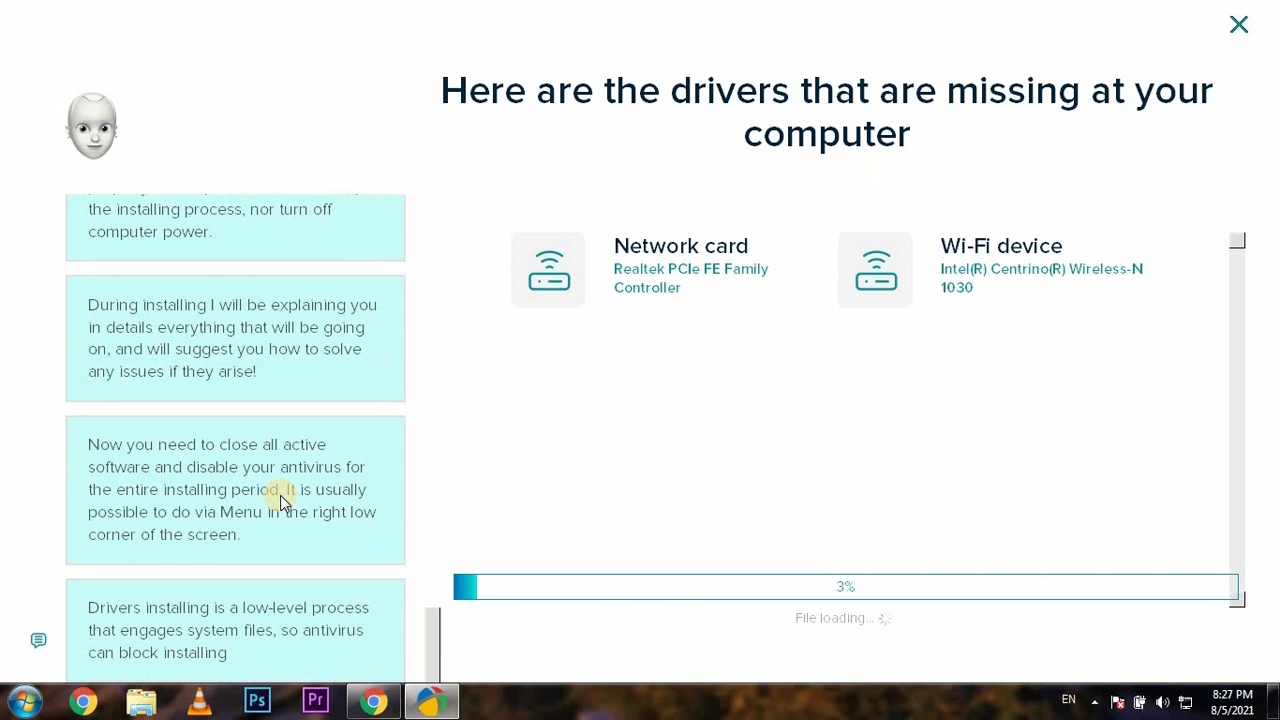 Here are the drivers that are missing at your
computer
the installing process, nor turn off
computer power.
During installing I will be explaining you
in details everything that will be going
on, and will suggest you how to solve
any issues if they arise!
Now you need to close all active
software and disable your antivirus for
the entire installing period. It is usually
possible to do via Menu in the right low
corner of the screen.
Drivers installing is a low-level process
that engages system files, so antivirus
can block installing
Network card
Realtek PCIe FE Family
Controller
Wi-Fi device
Intel(R) Centrino(R) Wireless-N
1030
3%
File loading...
Ps
Pr
EN
8:27 PM
8/5/2021